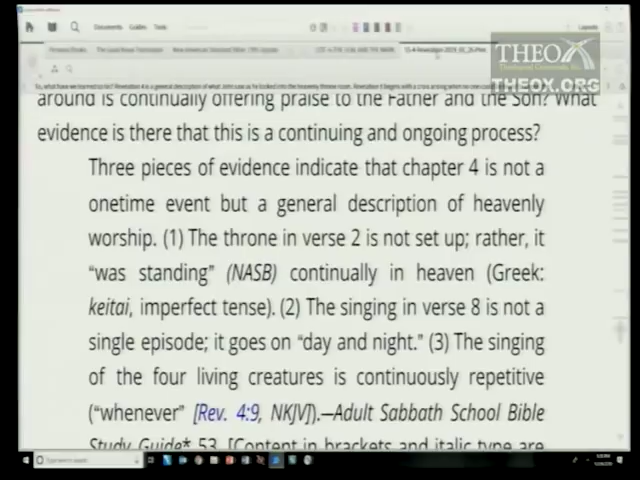 Documents Guides Tools
Layouts
THEOX
THEOX.ORG
around is continually offering praise to the Father and the Son? What
evidence is there that this is a continuing and ongoing process?
Three pieces of evidence indicate that chapter 4 is not a
onetime event but a general description of heavenly
worship. (1) The throne in verse 2 is not set up; rather, it
“was standing” (NASB) continually in heaven (Greek:
keitai, imperfect tense). (2) The singing in verse 8 is not a
single episode; it goes on “day and night.” (3) The singing
of the four living creatures is continuously repetitive
(“whenever” [Rev. 4:9, NKJV]).—Adult Sabbath School Bible
Study Guide* 53. [Content in brackets and italic type are